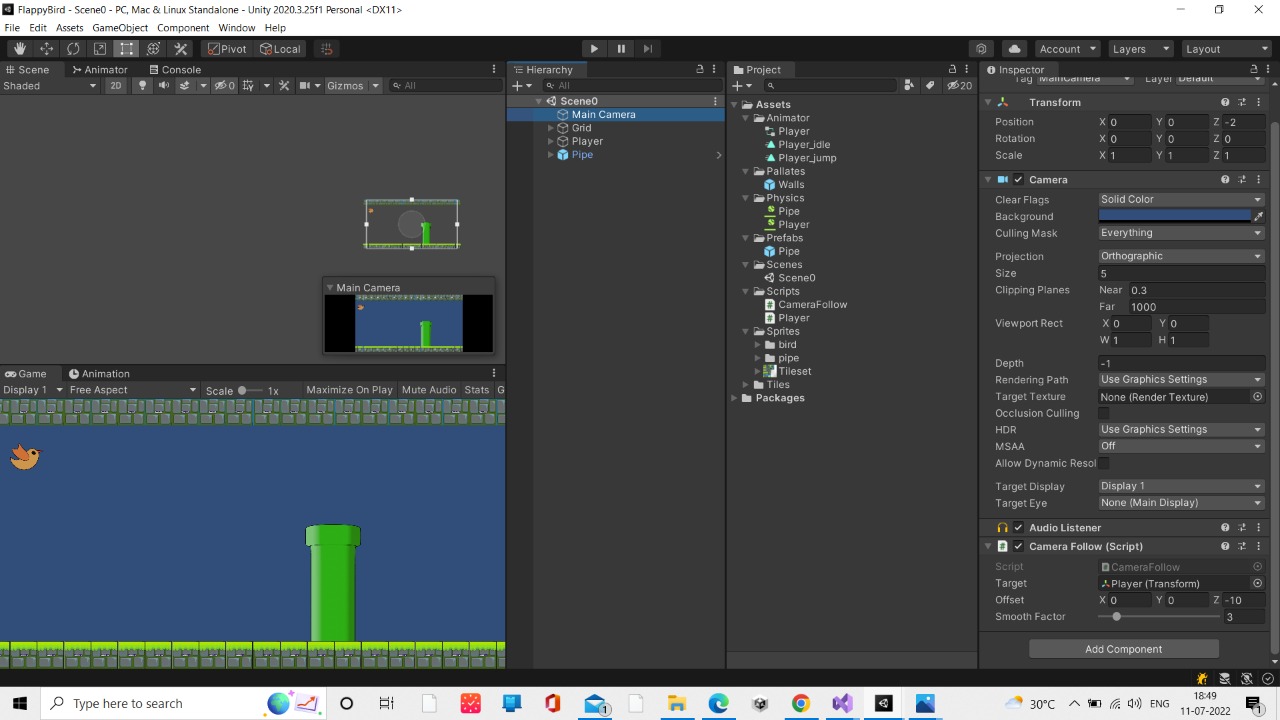 FlappyBird - Scene0 - PC, Mac & Linux Standalone - Unity 2020.3.25f1 Personal <DX11>
File Edit Assets GameObject Component Window Help
Pivot Local Account Layers Layout
Scene Animator Console
Shaded 2D 0 Gizmos All
Main Camera
Game Animation
Display 1 Free Aspect Scale 1x Maximize On Play Mute Audio Stats G
Hierarchy
All
Scene0
Main Camera
Grid
Player
Pipe
Project
20
Assets
Animator
Player
Player_idle
Player_jump
Pallates
Walls
Physics
Pipe
Player
Prefabs
Pipe
Scenes
Scene0
Scripts
CameraFollow
Player
Sprites
bird
pipe
Tileset
Tiles
Packages
Inspector
Tag MainCamera Layer Default
Transform
Position X 0 Y 0 Z -2
Rotation X 0 Y 0 Z 0
Scale X 1 Y 1 Z 1
Camera
Clear Flags Solid Color
Background
Culling Mask Everything
Projection Orthographic
Size 5
Clipping Planes Near 0.3
Far 1000
Viewport Rect X 0 Y 0
W 1 H 1
Depth -1
Rendering Path Use Graphics Settings
Target Texture None (Render Texture)
Occlusion Culling
HDR Use Graphics Settings
MSAA Off
Allow Dynamic Resol
Target Display Display 1
Target Eye None (Main Display)
Audio Listener
Camera Follow (Script)
Script CameraFollow
Target Player (Transform)
Offset X 0 Y 0 Z -10
Smooth Factor 3
Add Component
Type here to search
1
30°C ENG 18:49
11-07-2022
1